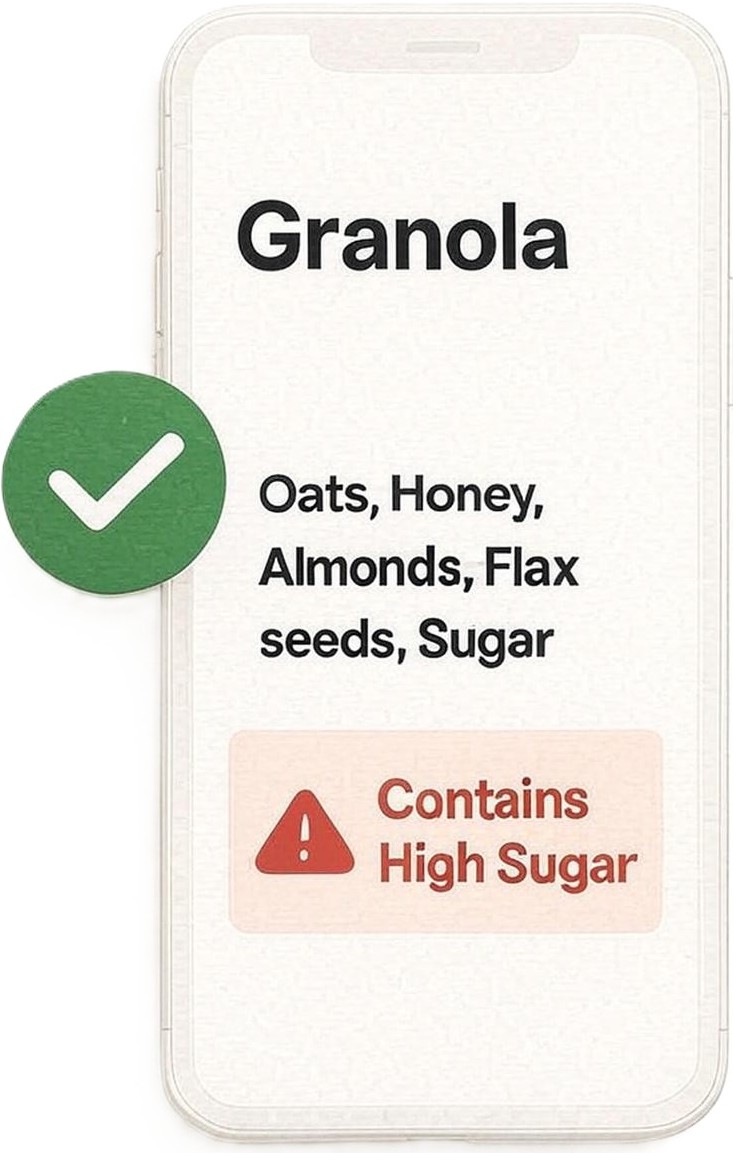 Granola
Oats, Honey,
Almonds, Flax
seeds, Sugar
Contains
High Sugar